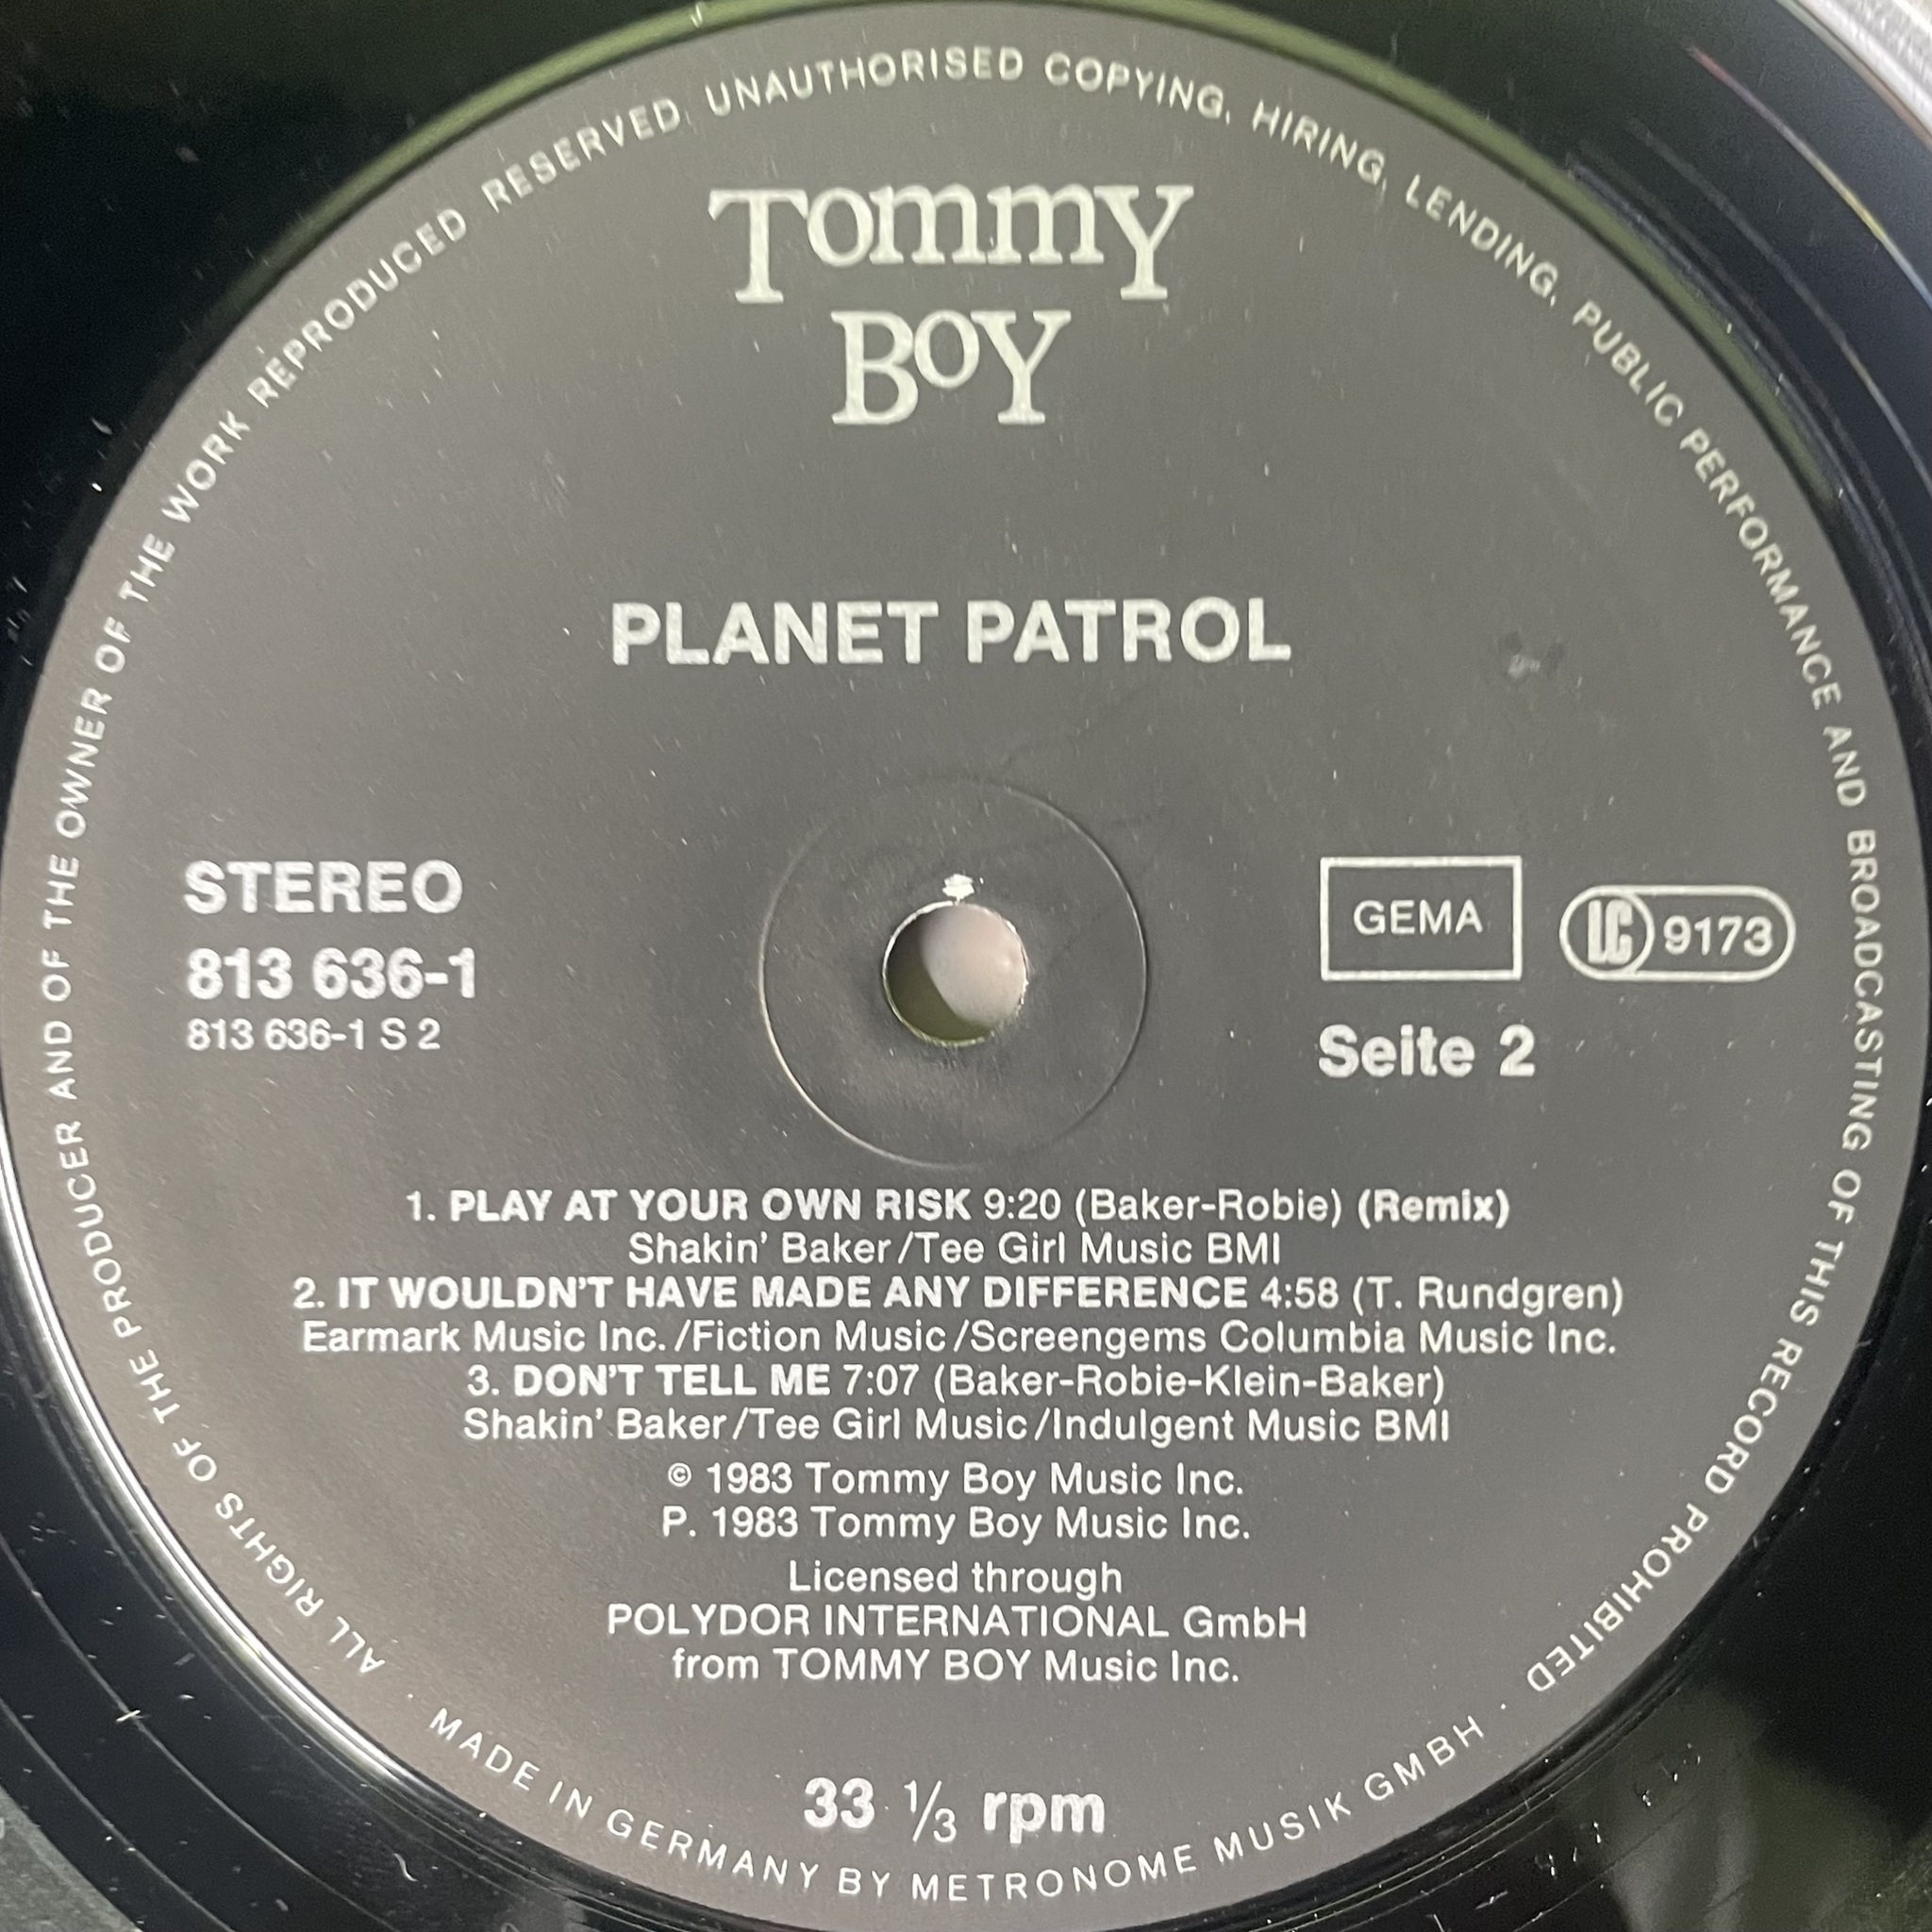 ALL RIGHTS OF THE PRODUCER AND OF THE OWNER OF THE WORK REPRODUCED RESERVED. UNAUTHORISED COPYING, HIRING, LENDING, PUBLIC PERFORMANCE AND BROADCASTING OF THIS RECORD PROHIBITED ·
Tommy
Boy
PLANET PATROL
STEREO
813 636-1
813 636-1 S 2
GEMA
LC 9173
Seite 2
1. PLAY AT YOUR OWN RISK 9:20 (Baker-Robie) (Remix)
Shakin' Baker/Tee Girl Music BMI
2. IT WOULDN'T HAVE MADE ANY DIFFERENCE 4:58 (T. Rundgren)
Earmark Music Inc./Fiction Music/Screengems Columbia Music Inc.
3. DON'T TELL ME 7:07 (Baker-Robie-Klein-Baker)
Shakin' Baker/Tee Girl Music/Indulgent Music BMI
© 1983 Tommy Boy Music Inc.
P. 1983 Tommy Boy Music Inc.
Licensed through
POLYDOR INTERNATIONAL GmbH
from TOMMY BOY Music Inc.
33 ⅓ rpm
· MADE IN GERMANY BY METRONOME MUSIK GMBH